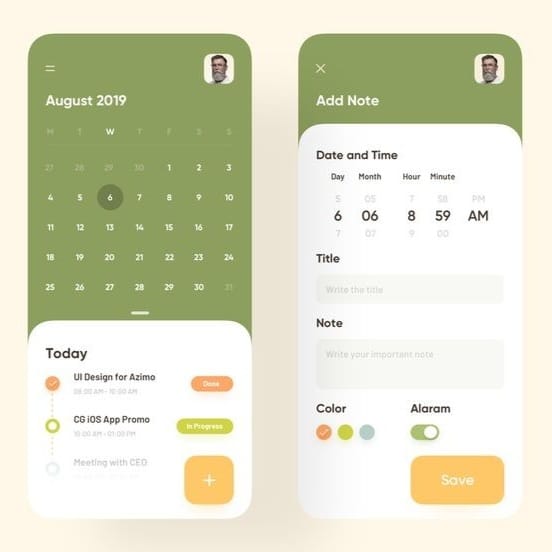 August 2019
M T W T F S S
27 28 29 30 1 2 3
4 5 6 7 8 9 10
11 12 13 14 15 16 17
18 19 20 21 22 23 24
25 26 27 28 29 30 31
Today
UI Design for Azimo
08:00 AM - 10:00 AM
Done
CG iOS App Promo
10:00 AM - 01:00 PM
In Progress
Meeting with CEO
+
Add Note
Date and Time
Day Month Hour Minute
5 05 7 58 PM
6 06 8 59 AM
7 07 9 00
Title
Write the title
Note
Write your important note
Color Alaram
Save